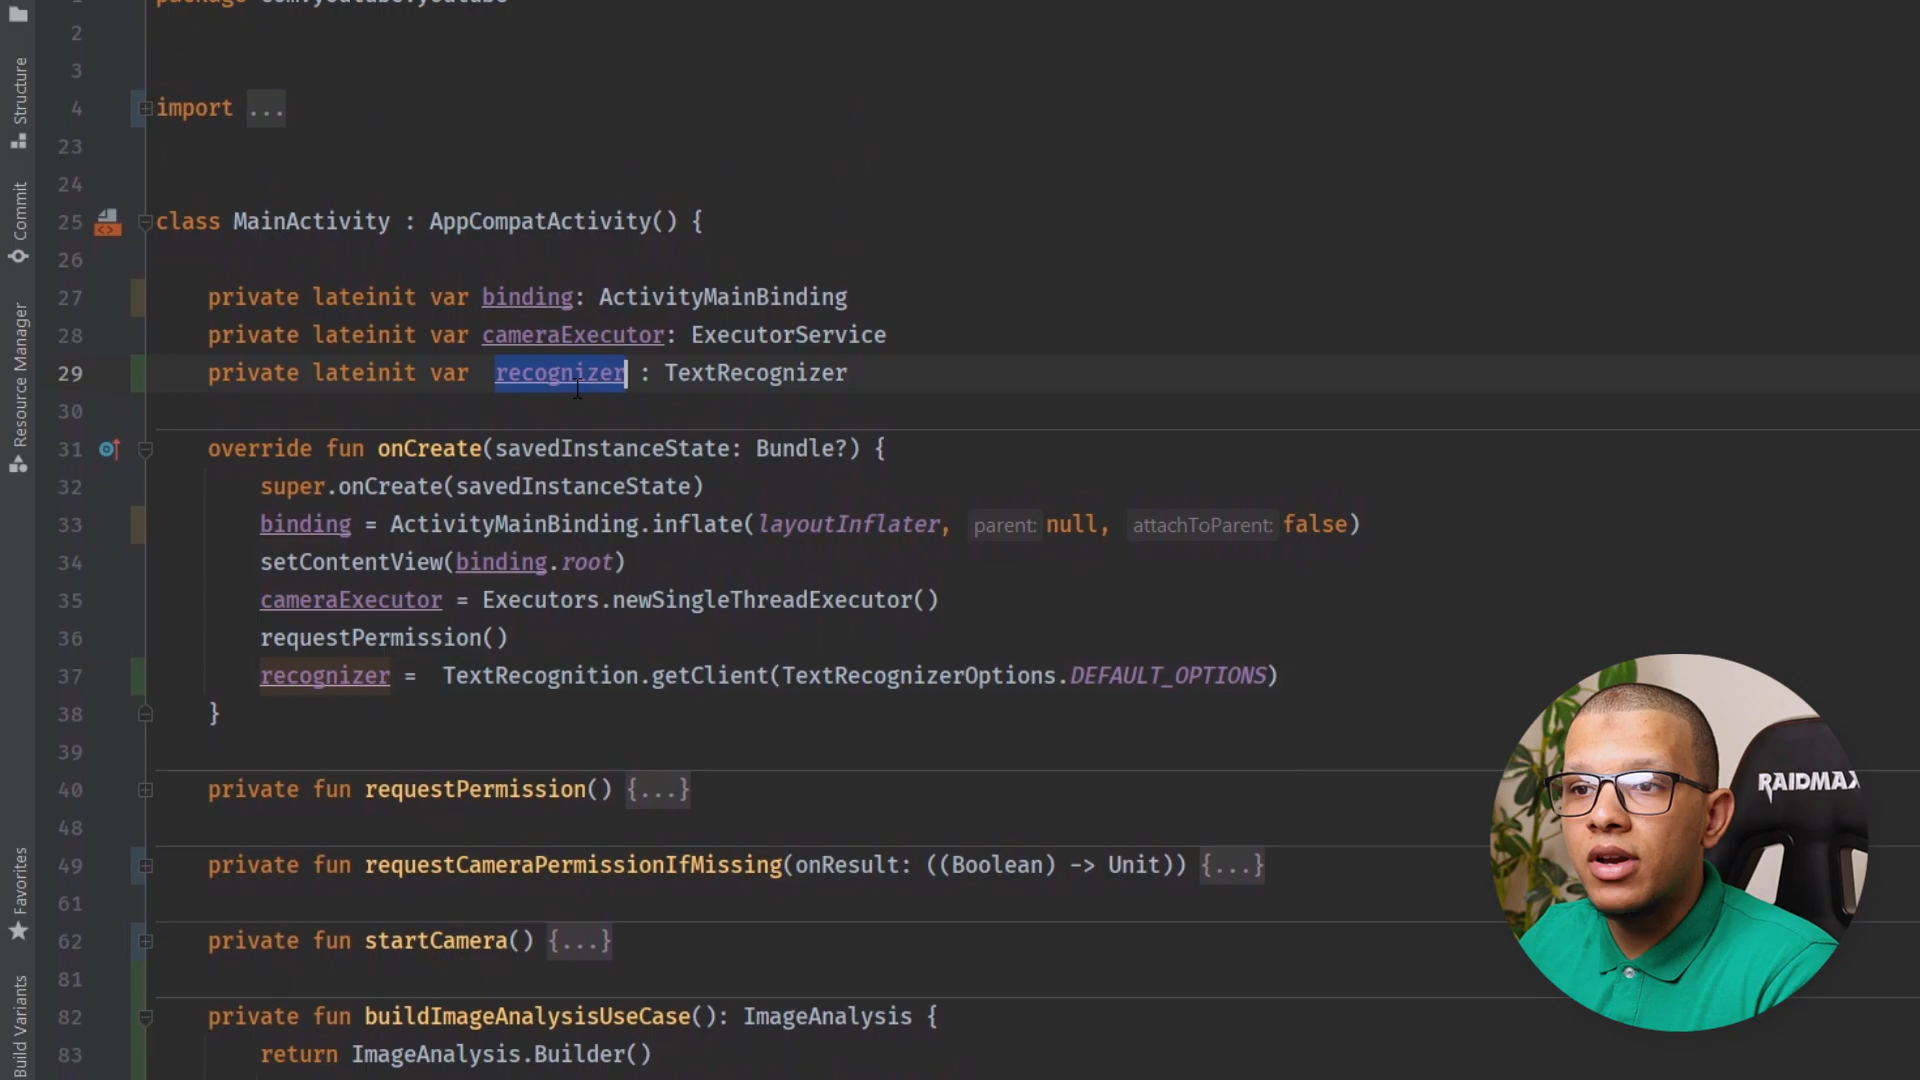 1 package com.youtube.youtube
2
3
4 import ...
23
24
25 class MainActivity : AppCompatActivity() {
26
27 private lateinit var binding: ActivityMainBinding
28 private lateinit var cameraExecutor: ExecutorService
29 private lateinit var recognizer : TextRecognizer
30
31 override fun onCreate(savedInstanceState: Bundle?) {
32 super.onCreate(savedInstanceState)
33 binding = ActivityMainBinding.inflate(layoutInflater, parent: null, attachToParent: false)
34 setContentView(binding.root)
35 cameraExecutor = Executors.newSingleThreadExecutor()
36 requestPermission()
37 recognizer = TextRecognition.getClient(TextRecognizerOptions.DEFAULT_OPTIONS)
38 }
39
40 private fun requestPermission() {...}
48
49 private fun requestCameraPermissionIfMissing(onResult: ((Boolean) -> Unit)) {...}
61
62 private fun startCamera() {...}
81
82 private fun buildImageAnalysisUseCase(): ImageAnalysis {
83 return ImageAnalysis.Builder()
Structure
Commit
Resource Manager
Favorites
Build Variants
RAIDMAX